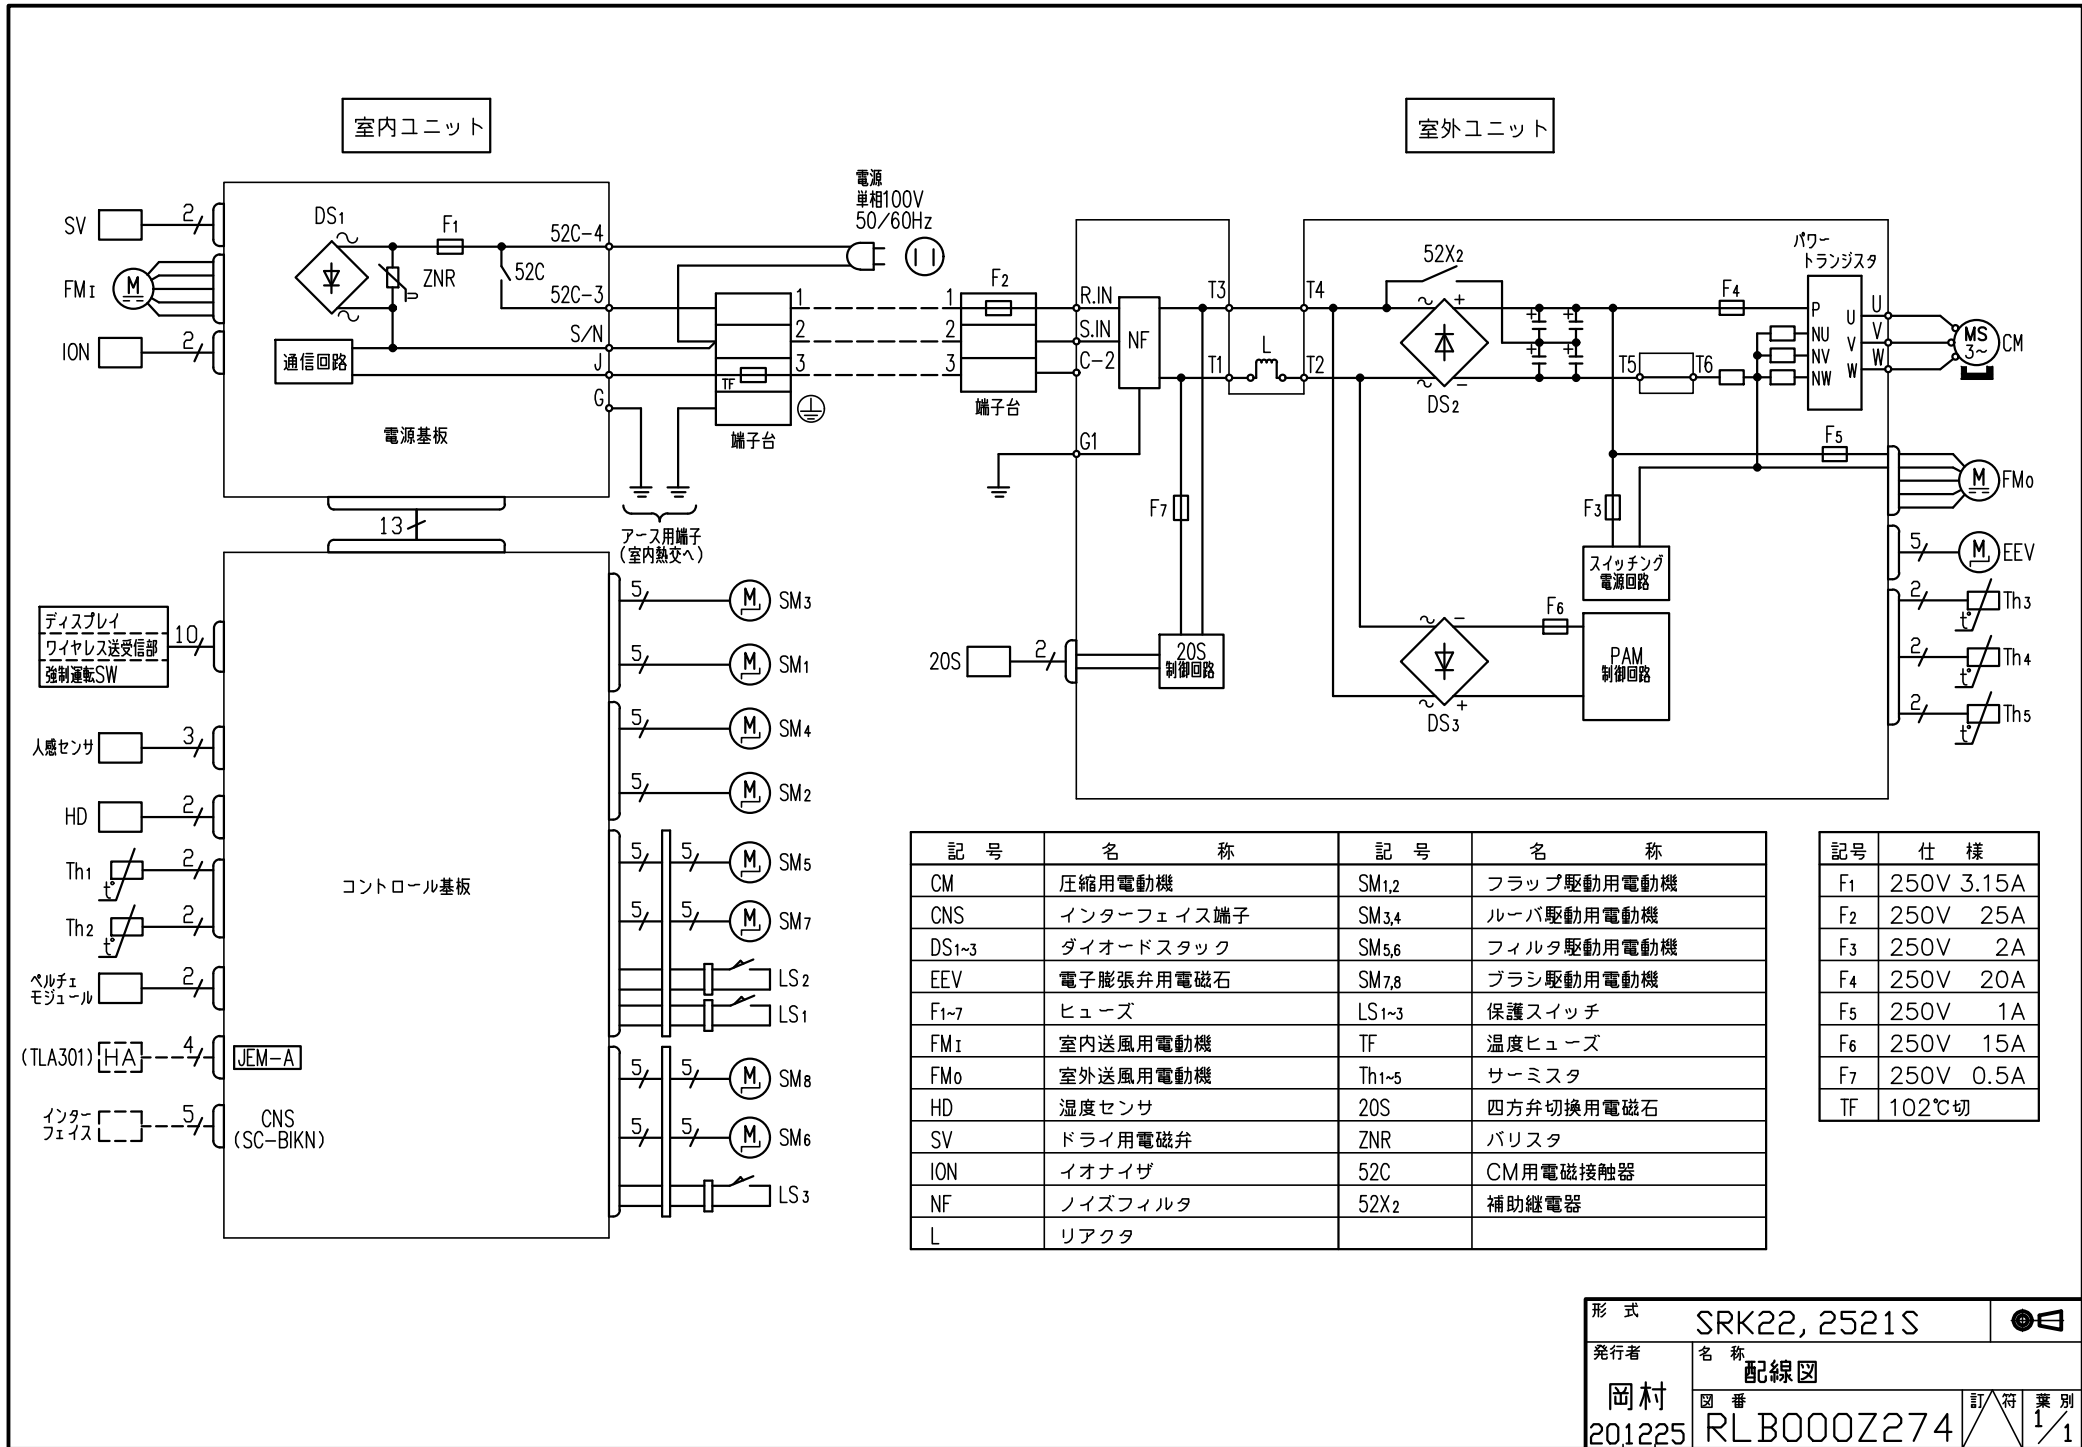 室内ユニット
室外ユニット
電源
単相100V
50/60Hz
SV
2
FMI
M
ION
2
DS1
F1
ZNR
52C
52C-4
52C-3
S/N
J
G
通信回路
電源基板
13
1
2
3
TF
端子台
アース用端子
(室内熱交へ)
1
2
3
F2
端子台
R.IN
S.IN
C-2
G1
NF
T3
T1
L
T4
T2
52X2
DS2
+
−
+
+
+
+
F4
T5
T6
パワー
トランジスタ
P
NU
NV
NW
U
V
W
U
V
W
MS
3~
CM
F5
M
FMO
F7
F3
スイッチング
電源回路
5
M
EEV
2
t°
Th3
2
t°
Th4
2
t°
Th5
20S
2
20S
制御回路
DS3
−
+
F6
PAM
制御回路
ディスプレイ
ワイヤレス送受信部
強制運転SW
10
人感センサ
3
HD
2
Th1
t°
2
Th2
t°
2
ペルチェ
モジュール
2
(TLA301)
HA
4
JEM-A
インター
フェイス
5
CNS
(SC-BIKN)
コントロール基板
5
M
SM3
5
M
SM1
5
M
SM4
5
M
SM2
5
5
M
SM5
5
5
M
SM7
LS2
LS1
5
5
M
SM8
5
5
M
SM6
LS3
記号 名称 記号 名称
CM 圧縮用電動機 SM1,2 フラップ駆動用電動機
CNS インターフェイス端子 SM3,4 ルーバ駆動用電動機
DS1~3 ダイオードスタック SM5,6 フィルタ駆動用電動機
EEV 電子膨張弁用電磁石 SM7,8 ブラシ駆動用電動機
F1~7 ヒューズ LS1~3 保護スイッチ
FMI 室内送風用電動機 TF 温度ヒューズ
FMO 室外送風用電動機 Th1~5 サーミスタ
HD 湿度センサ 20S 四方弁切換用電磁石
SV ドライ用電磁弁 ZNR バリスタ
ION イオナイザ 52C CM用電磁接触器
NF ノイズフィルタ 52X2 補助継電器
L リアクタ
記号 仕様
F1 250V 3.15A
F2 250V 25A
F3 250V 2A
F4 250V 20A
F5 250V 1A
F6 250V 15A
F7 250V 0.5A
TF 102℃切
形式 SRK22, 2521S
発行者
岡村
201225
名称
配線図
図番
RLB000Z274
訂符
葉別
1/1